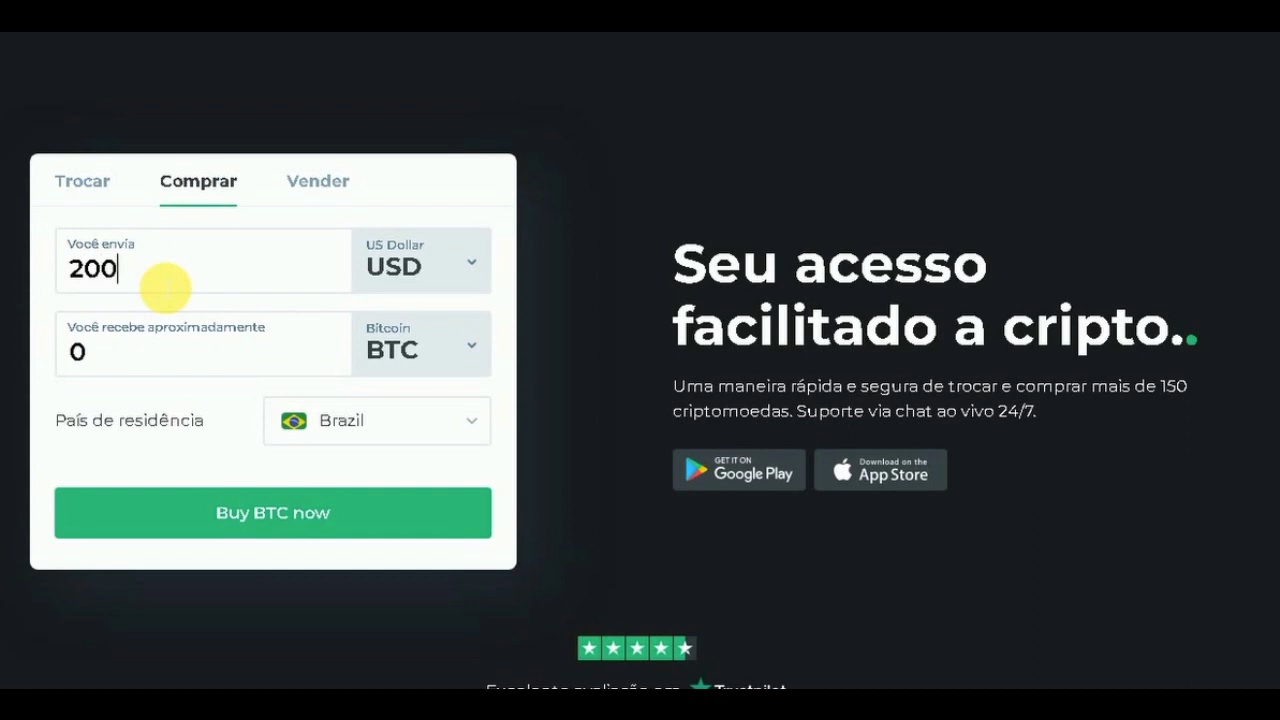 Trocar
Comprar
Vender
Você envia
200
US Dollar
USD
Você recebe aproximadamente
0
Bitcoin
BTC
País de residência
Brazil
Buy BTC now
Seu acesso
facilitado a cripto..
Uma maneira rápida e segura de trocar e comprar mais de 150
criptomoedas. Suporte via chat ao vivo 24/7.
GET IT ON
Google Play
Download on the
App Store
Trustpilot